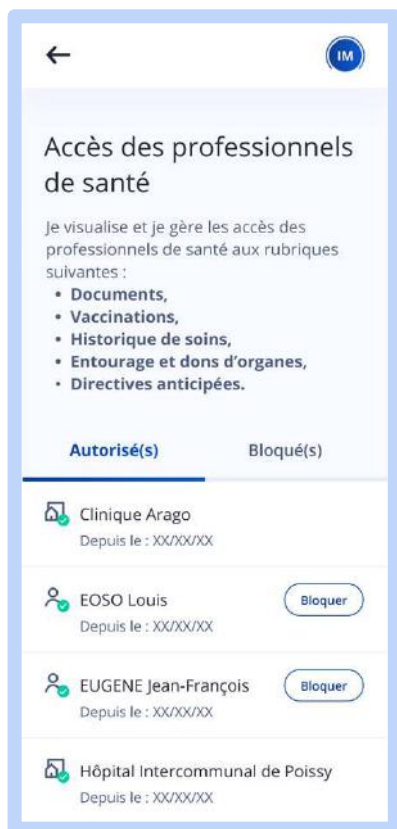 IM
Accès des professionnels
de santé
Je visualise et je gère les accès des
professionnels de santé aux rubriques
suivantes :
• Documents,
• Vaccinations,
• Historique de soins,
• Entourage et dons d’organes,
• Directives anticipées.
Autorisé(s) Bloqué(s)
Clinique Arago
Depuis le : XX/XX/XX
EOSO Louis Bloquer
Depuis le : XX/XX/XX
EUGENE Jean-François Bloquer
Depuis le : XX/XX/XX
Hôpital Intercommunal de Poissy
Depuis le : XX/XX/XX